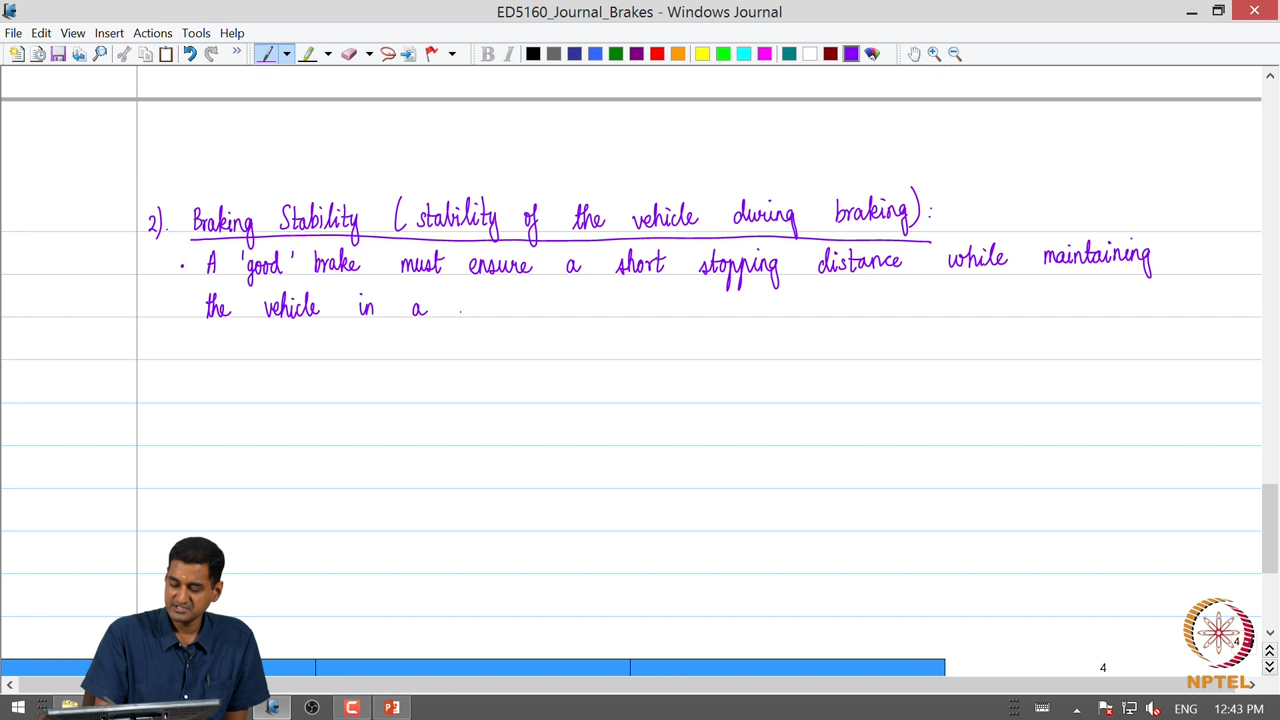 ED5160_Journal_Brakes - Windows Journal
File Edit View Insert Actions Tools Help
2). Braking Stability (stability of the vehicle during braking):
· A 'good' brake must ensure a short stopping distance while maintaining
the vehicle in a
4
4
NPTEL
ENG 12:43 PM